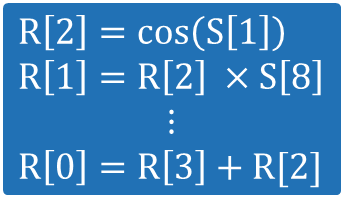 R[2] = cos(S[1])
R[1] = R[2] × S[8]
⋮
R[0] = R[3] + R[2]